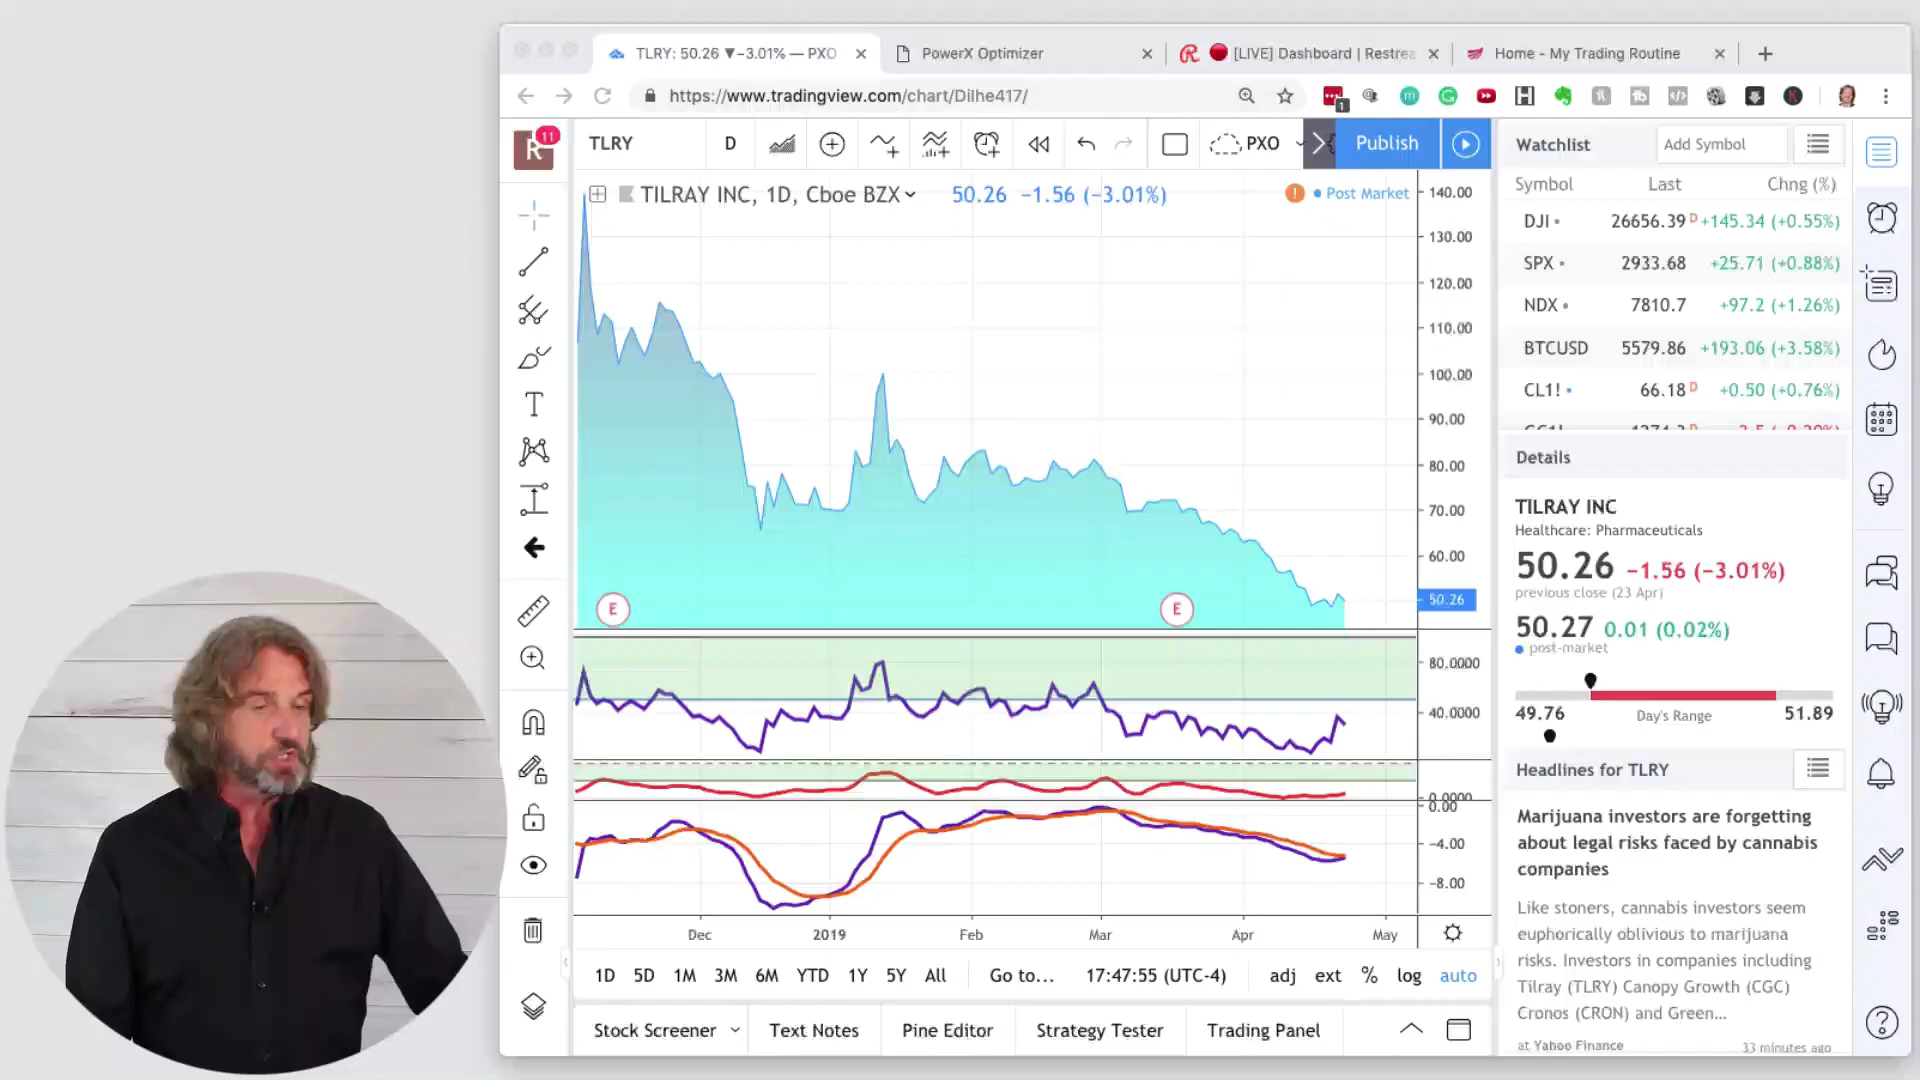 TLRY: 50.26 ▼−3.01% — PXO
PowerX Optimizer
[LIVE] Dashboard | Restrea
Home - My Trading Routine
https://www.tradingview.com/chart/Dilhe417/
1
R
11
TLRY
D
PXO
Publish
TILRAY INC, 1D, Cboe BZX
50.26 −1.56 (−3.01%)
Post Market
140.00
130.00
120.00
110.00
100.00
90.00
80.00
70.00
60.00
50.26
E
E
80.0000
40.0000
0.0000
0.00
-4.00
-8.00
Dec
2019
Feb
Mar
Apr
May
1D 5D 1M 3M 6M YTD 1Y 5Y All
Go to...
17:47:55 (UTC-4)
adj ext % log auto
Stock Screener
Text Notes
Pine Editor
Strategy Tester
Trading Panel
Watchlist
Add Symbol
Symbol Last Chng (%)
DJI 26656.39 D +145.34 (+0.55%)
SPX 2933.68 +25.71 (+0.88%)
NDX 7810.7 +97.2 (+1.26%)
BTCUSD 5579.86 +193.06 (+3.58%)
CL1! 66.18 D +0.50 (+0.76%)
Details
TILRAY INC
Healthcare: Pharmaceuticals
50.26 −1.56 (−3.01%)
previous close (23 Apr)
50.27 0.01 (0.02%)
post-market
49.76 Day's Range 51.89
Headlines for TLRY
Marijuana investors are forgetting
about legal risks faced by cannabis
companies
Like stoners, cannabis investors seem
euphorically oblivious to marijuana
risks. Investors in companies including
Tilray (TLRY) Canopy Growth (CGC)
Cronos (CRON) and Green...
at Yahoo Finance
33 minutes ago